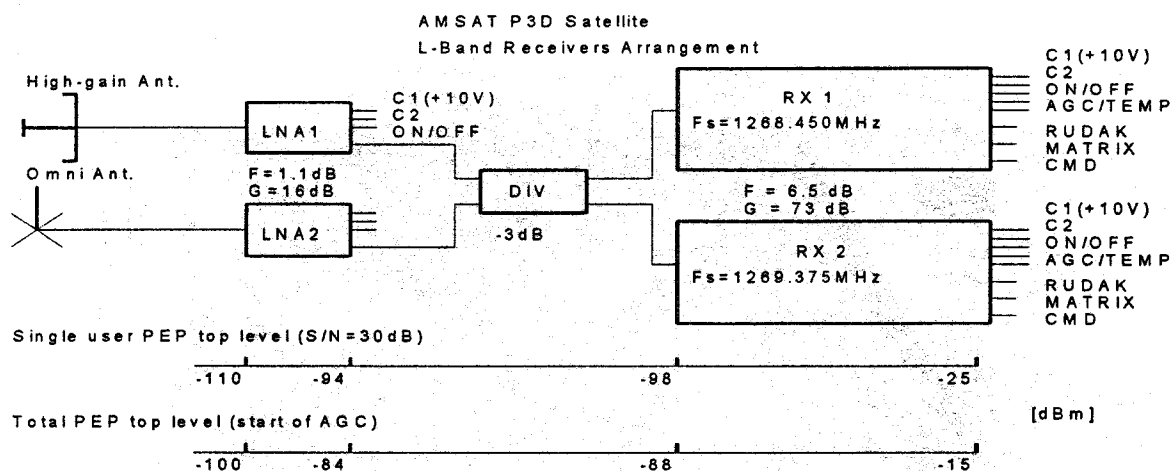 AMSAT P3D Satellite
L-Band Receivers Arrangement
High-gain Ant.
LNA1
C1(+10V)
C2
ON/OFF
Omni Ant.
F=1.1dB
G=16dB
LNA2
DIV
-3dB
RX 1
Fs=1268.450MHz
C1(+10V)
C2
ON/OFF
AGC/TEMP
RUDAK
MATRIX
CMD
F = 6.5 dB
G = 73 dB
RX 2
Fs=1269.375MHz
C1(+10V)
C2
ON/OFF
AGC/TEMP
RUDAK
MATRIX
CMD
Single user PEP top level (S/N=30dB)
-110 -94 -98 -25
Total PEP top level (start of AGC) [dBm]
-100 -84 -88 -15